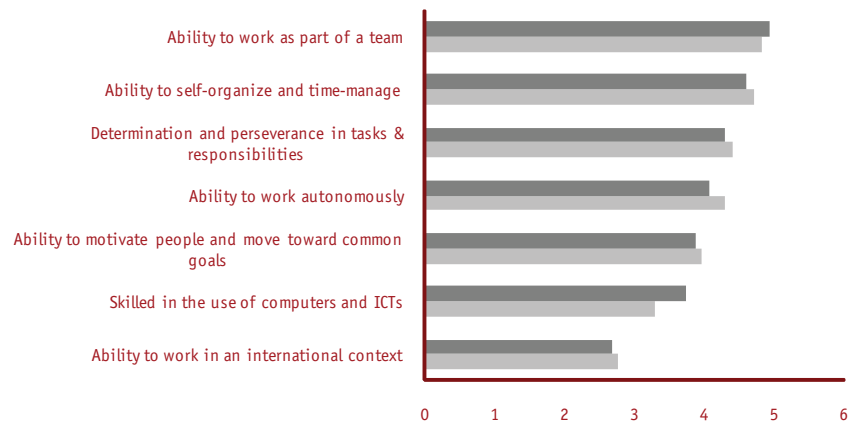 Ability to work as part of a team
Ability to self-organize and time-manage
Determination and perseverance in tasks &
responsibilities
Ability to work autonomously
Ability to motivate people and move toward common
goals
Skilled in the use of computers and ICTs
Ability to work in an international context
0 1 2 3 4 5 6